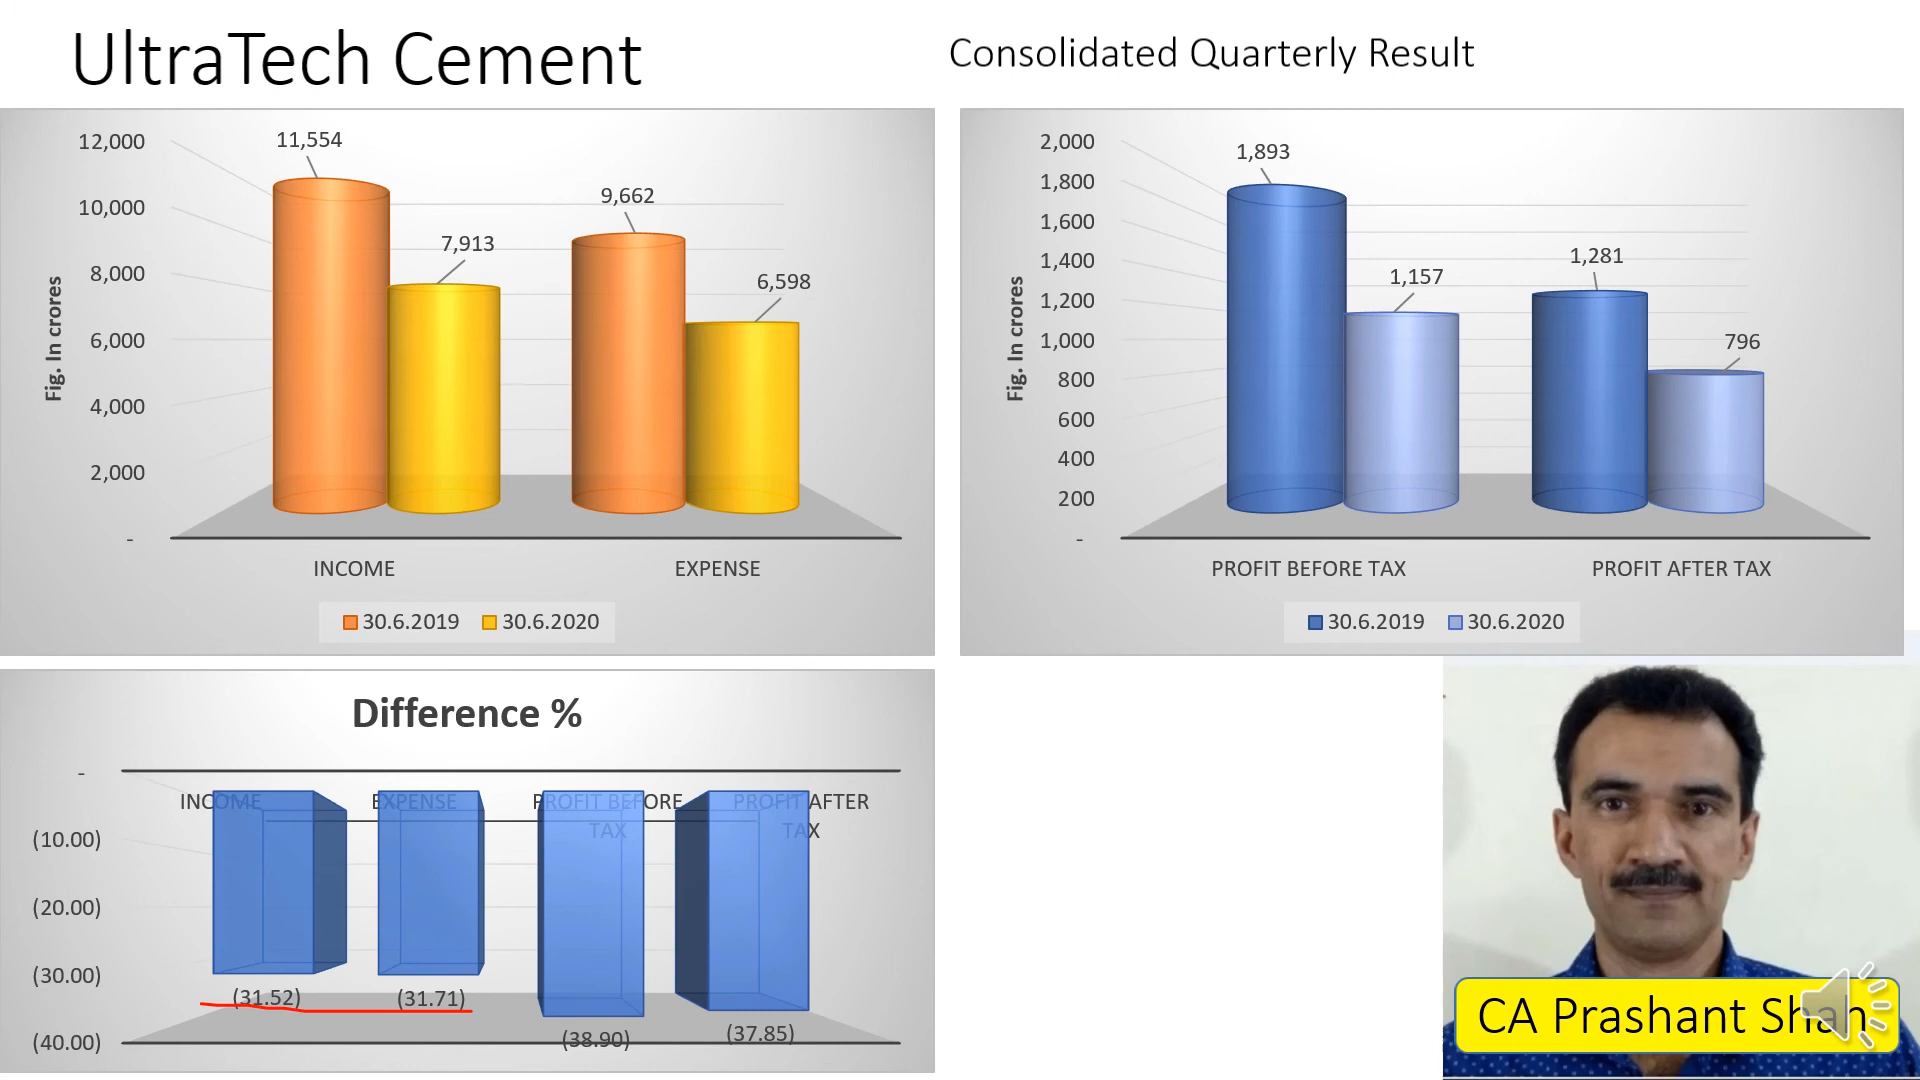 UltraTech Cement
Consolidated Quarterly Result
12,000
10,000
8,000
6,000
4,000
2,000
-
Fig. In crores
11,554
7,913
9,662
6,598
INCOME
EXPENSE
30.6.2019 30.6.2020
2,000
1,800
1,600
1,400
1,200
1,000
800
600
400
200
-
Fig. In crores
1,893
1,157
1,281
796
PROFIT BEFORE TAX
PROFIT AFTER TAX
30.6.2019 30.6.2020
Difference %
-
(10.00)
(20.00)
(30.00)
(40.00)
INCOME
EXPENSE
PROFIT BEFORE
TAX
PROFIT AFTER
TAX
(31.52)
(31.71)
(38.90)
(37.85)
CA Prashant Shah